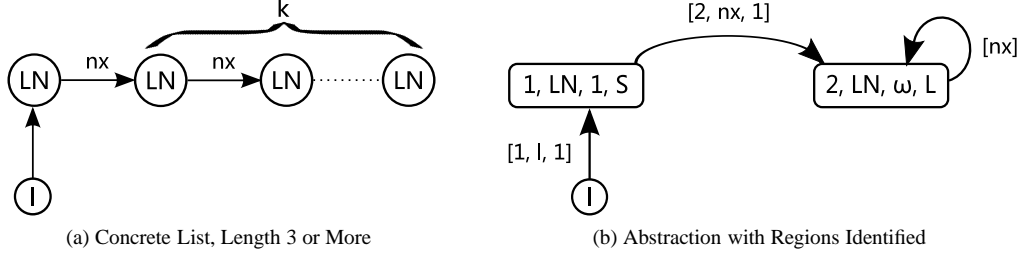 k
LN nx LN nx LN LN
l
(a) Concrete List, Length 3 or More
[2, nx, 1]
[nx]
1, LN, 1, S
2, LN, ω, L
[1, l, 1]
l
(b) Abstraction with Regions Identified